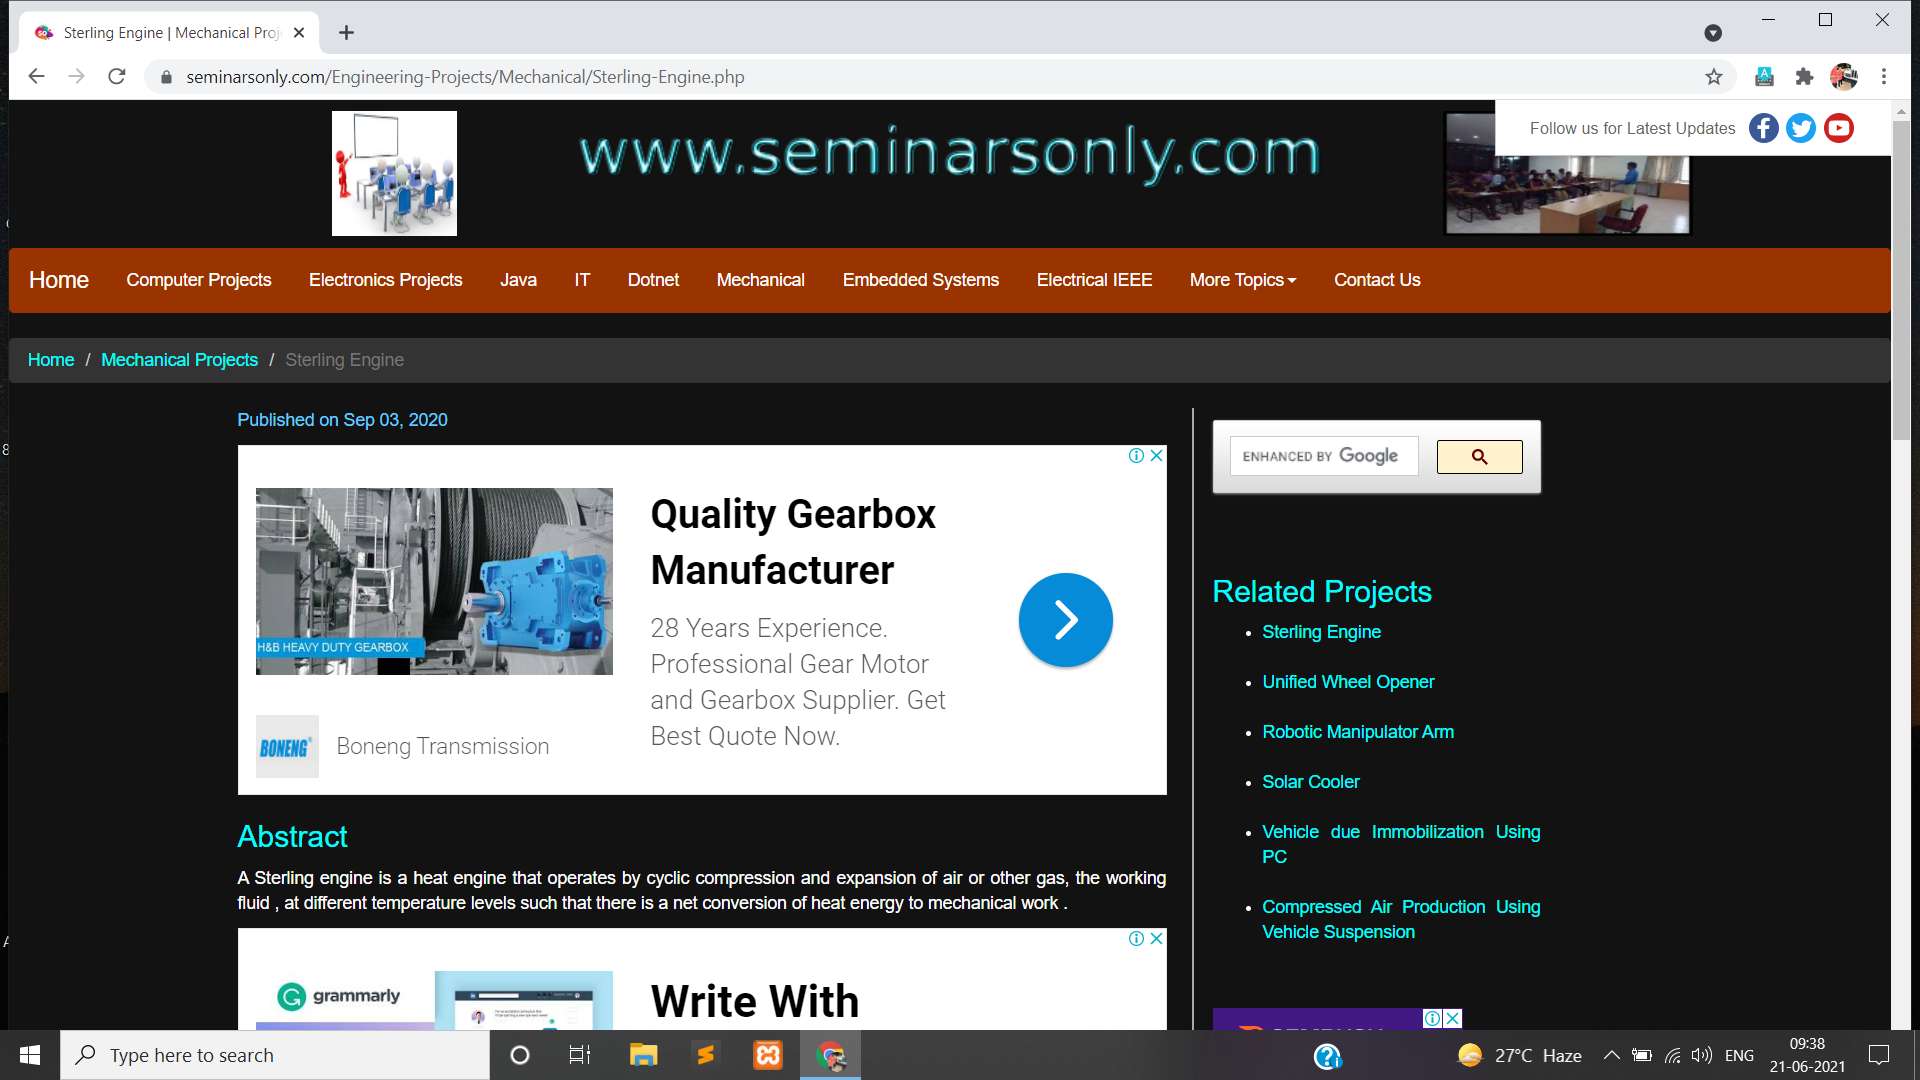 Sterling Engine | Mechanical Proj
seminarsonly.com/Engineering-Projects/Mechanical/Sterling-Engine.php
www.seminarsonly.com
Follow us for Latest Updates
Home Computer Projects Electronics Projects Java IT Dotnet Mechanical Embedded Systems Electrical IEEE More Topics Contact Us
Home / Mechanical Projects / Sterling Engine
Published on Sep 03, 2020
Quality Gearbox
Manufacturer
28 Years Experience.
Professional Gear Motor
and Gearbox Supplier. Get
Best Quote Now.
H&B HEAVY DUTY GEARBOX
BONENG
Boneng Transmission
Abstract
A Sterling engine is a heat engine that operates by cyclic compression and expansion of air or other gas, the working
fluid , at different temperature levels such that there is a net conversion of heat energy to mechanical work .
grammarly
Write With
ENHANCED BY Google
Related Projects
Sterling Engine
Unified Wheel Opener
Robotic Manipulator Arm
Solar Cooler
Vehicle due Immobilization Using
PC
Compressed Air Production Using
Vehicle Suspension
Type here to search
27°C Haze
ENG
09:38
21-06-2021